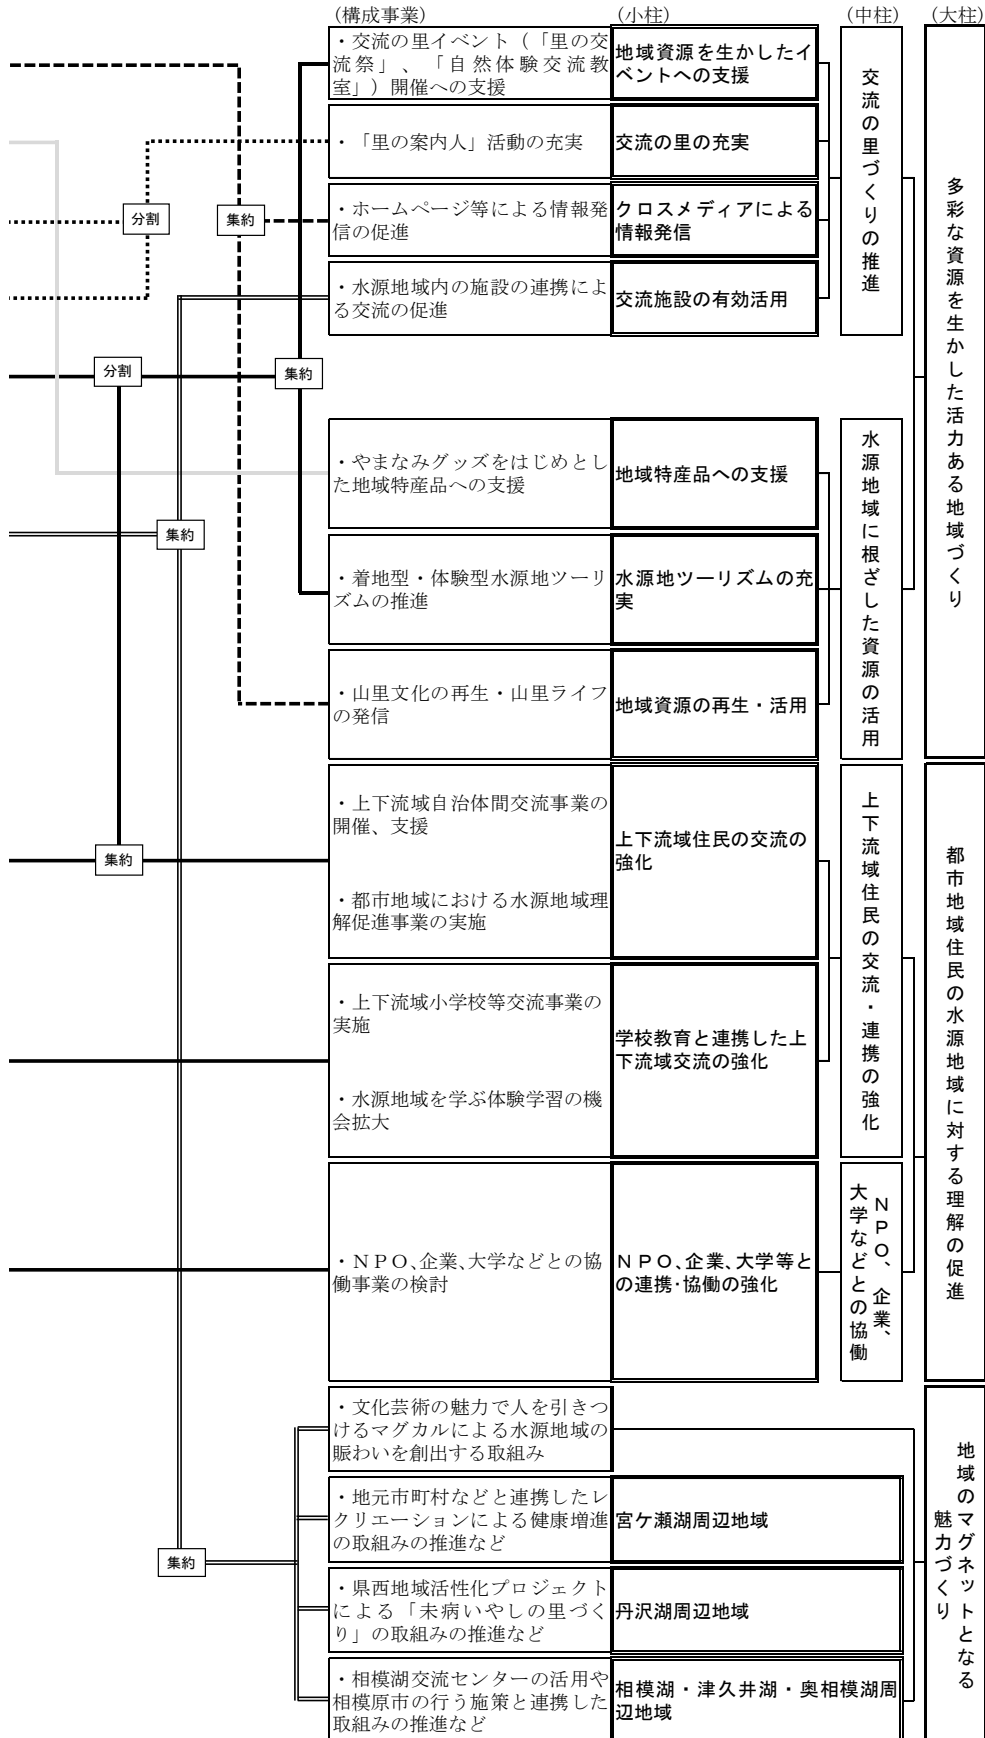 (構成事業)
(小柱)
(中柱)
(大柱)
・交流の里イベント（「里の交
流祭」、「自然体験交流教
室」）開催への支援
地域資源を生かしたイ
ベントへの支援
・「里の案内人」活動の充実
交流の里の充実
・ホームページ等による情報発
信の促進
クロスメディアによる
情報発信
・水源地域内の施設の連携によ
る交流の促進
交流施設の有効活用
交流の里づくりの推進
分割
集約
分割
集約
・やまなみグッズをはじめとし
た地域特産品への支援
地域特産品への支援
集約
・着地型・体験型水源地ツーリ
ズムの推進
水源地ツーリズムの充
実
・山里文化の再生・山里ライフ
の発信
地域資源の再生・活用
水源地域に根ざした資源の活用
多彩な資源を生かした活力ある地域づくり
・上下流域自治体間交流事業の
開催、支援
・都市地域における水源地域理
解促進事業の実施
上下流域住民の交流の
強化
集約
・上下流域小学校等交流事業の
実施
・水源地域を学ぶ体験学習の機
会拡大
学校教育と連携した上
下流域交流の強化
上下流域住民の交流・連携の強化
・ＮＰＯ、企業、大学などとの協
働事業の検討
ＮＰＯ、企業、大学等と
の連携・協働の強化
ＮＰＯ、企業、
大学などとの協働
都市地域住民の水源地域に対する理解の促進
・文化芸術の魅力で人を引きつ
けるマグカルによる水源地域の
賑わいを創出する取組み
・地元市町村などと連携したレ
クリエーションによる健康増進
の取組みの推進など
宮ケ瀬湖周辺地域
集約
・県西地域活性化プロジェクト
による「未病いやしの里づく
り」の取組みの推進など
丹沢湖周辺地域
・相模湖交流センターの活用や
相模原市の行う施策と連携した
取組みの推進など
相模湖・津久井湖・奥相模湖周
辺地域
地域のマグネットとなる
魅力づくり